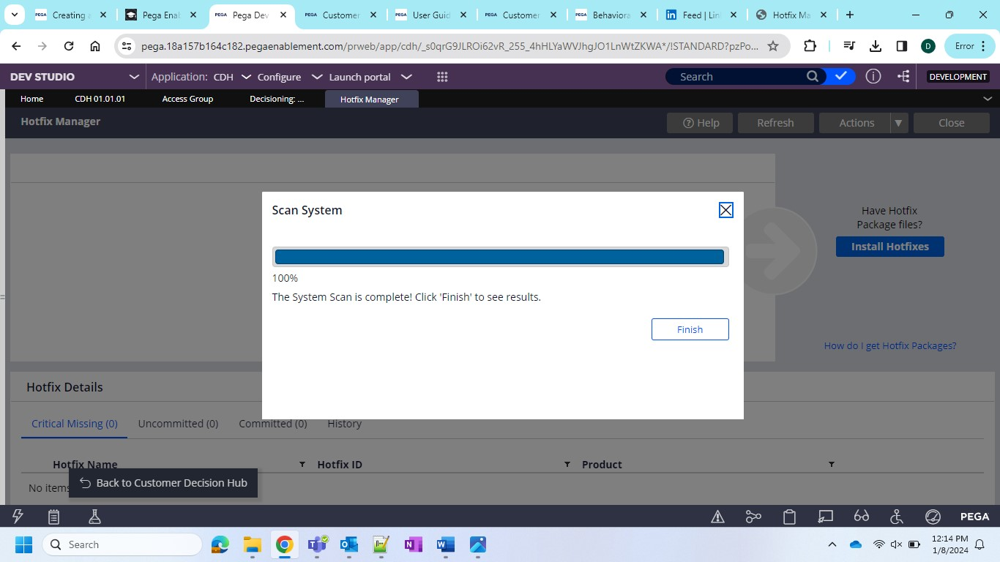 Creating a
Pega Enal
PEGA Pega Dev
PEGA Customer
PEGA User Guid
PEGA Customer
PEGA Behaviora
Feed | Lin
Hotfix Ma
pega.18a157b164c182.pegaenablement.com/prweb/app/cdh/_s0qrG9JLROi62vR_255_4hHLYaWVJhgJO1LnWtZKWA*/!STANDARD?pzPo...
D
Error
DEV STUDIO
Application: CDH
Configure
Launch portal
Search
DEVELOPMENT
Home
CDH 01.01.01
Access Group
Decisioning: ...
Hotfix Manager
Hotfix Manager
Help
Refresh
Actions
Close
Scan System
100%
The System Scan is complete! Click 'Finish' to see results.
Finish
Have Hotfix
Package files?
Install Hotfixes
How do I get Hotfix Packages?
Hotfix Details
Critical Missing (0)
Uncommitted (0)
Committed (0)
History
Hotfix Name
Hotfix ID
Product
No items
Back to Customer Decision Hub
PEGA
Search
12:14 PM
1/8/2024